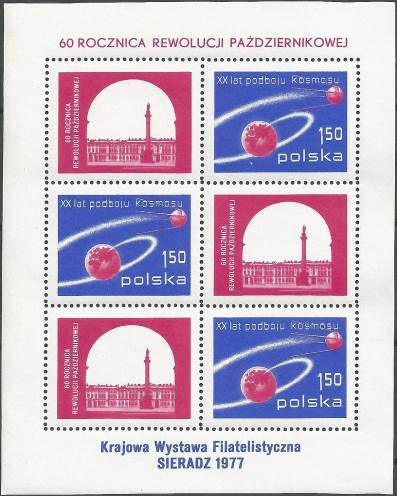 60 ROCZNICA REWOLUCJI PAŹDZIERNIKOWEJ
60 ROCZNICA
REWOLUCJI PAŹDZIERNIKOWEJ
XX lat podboju Kosmosu
1,50
polska
XX lat podboju Kosmosu
1,50
polska
60 ROCZNICA
REWOLUCJI PAŹDZIERNIKOWEJ
60 ROCZNICA
REWOLUCJI PAŹDZIERNIKOWEJ
XX lat podboju Kosmosu
1,50
polska
Krajowa Wystawa Filatelistyczna
SIERADZ 1977